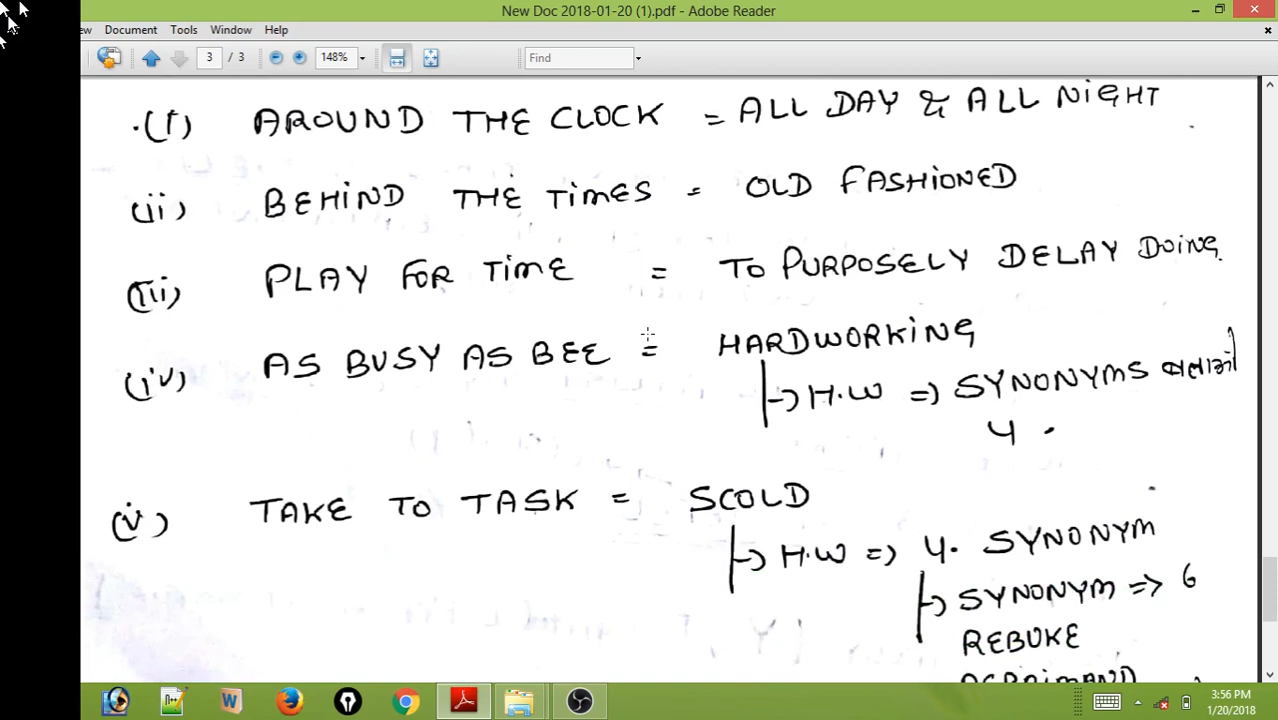 New Doc 2018-01-20 (1).pdf - Adobe Reader
ew Document Tools Window Help
3 / 3 148% Find
(i) AROUND THE CLOCK = ALL DAY & ALL NIGHT
(ii) BEHIND THE TIMES = OLD FASHIONED
(iii) PLAY FOR TIME = TO PURPOSELY DELAY DOING
(iv) AS BUSY AS BEE = HARDWORKING
H.W => SYNONYMS बताओ
4
(v) TAKE TO TASK = SCOLD
H.W => 4. SYNONYM
SYNONYM => 6
REBUKE
3:56 PM
1/20/2018